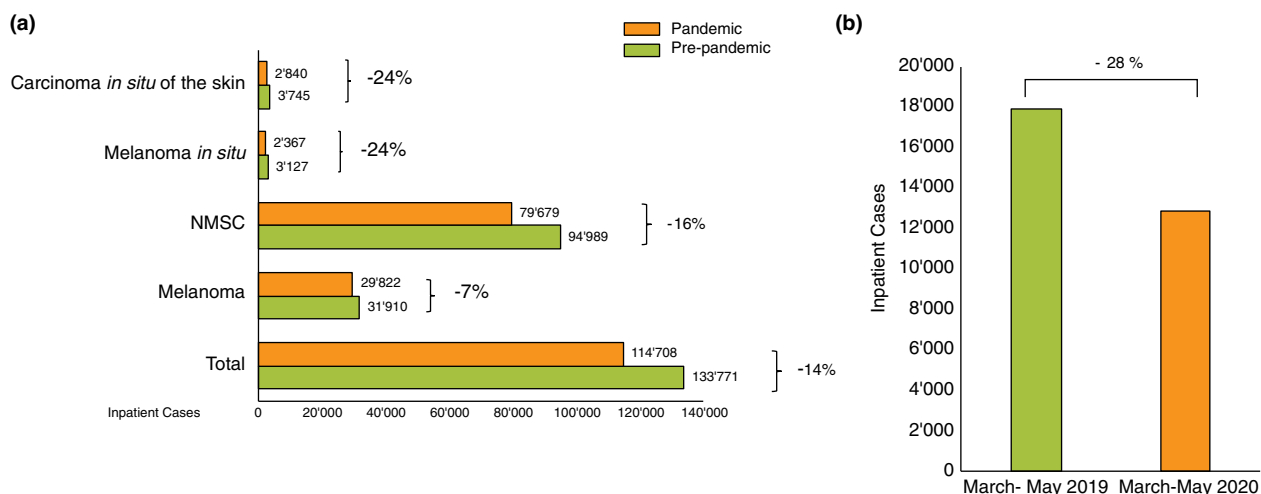 (a)
Pandemic
Pre-pandemic
Carcinoma in situ of the skin
2'840
3'745
-24%
Melanoma in situ
2'367
3'127
-24%
NMSC
79'679
94'989
-16%
Melanoma
29'822
31'910
-7%
Total
114'708
133'771
-14%
Inpatient Cases
0 20'000 40'000 60'000 80'000 100'000 120'000 140'000
(b)
- 28 %
Inpatient Cases
20'000
18'000
16'000
14'000
12'000
10'000
8'000
6'000
4'000
2'000
0
March- May 2019 March-May 2020